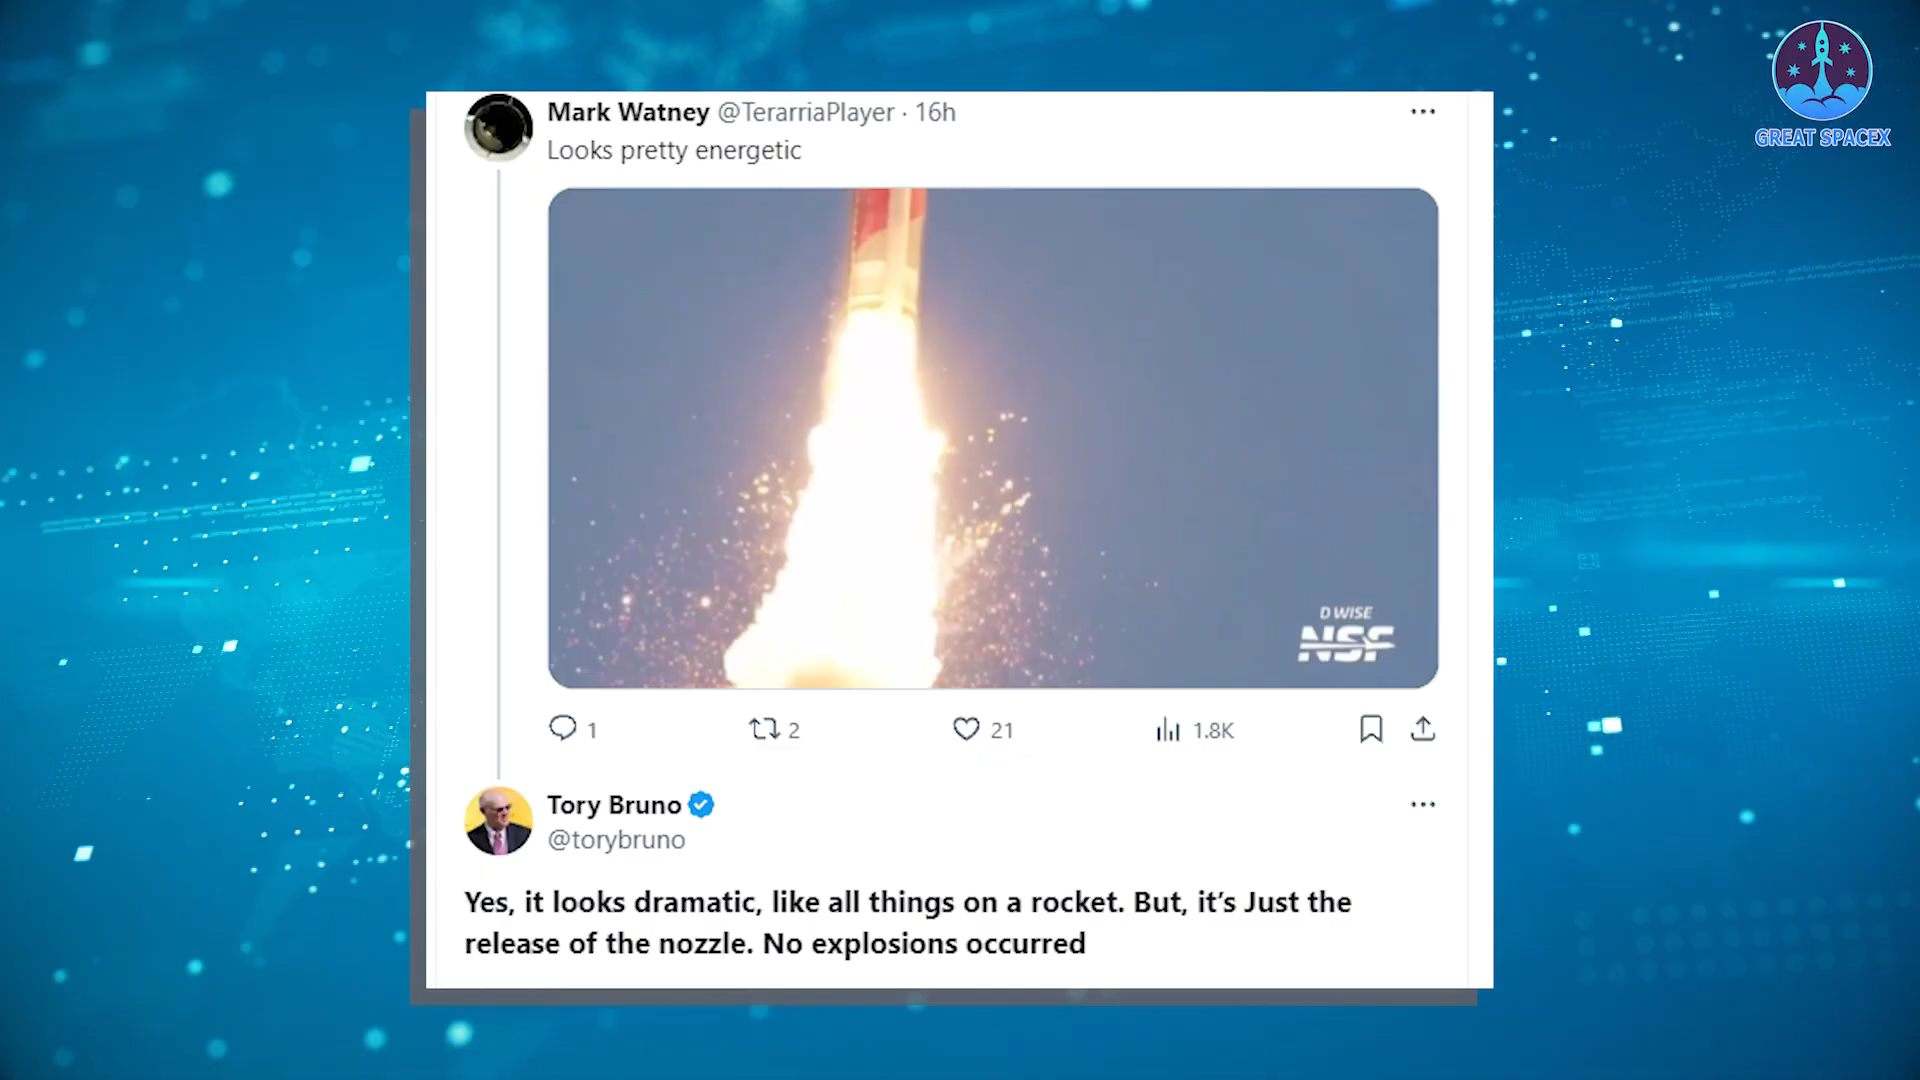 GREAT SPACEX
Mark Watney @TerarriaPlayer · 16h
Looks pretty energetic
D WISE
NSF
1 2 21 1.8K
Tory Bruno
@torybruno
Yes, it looks dramatic, like all things on a rocket. But, it’s Just the
release of the nozzle. No explosions occurred